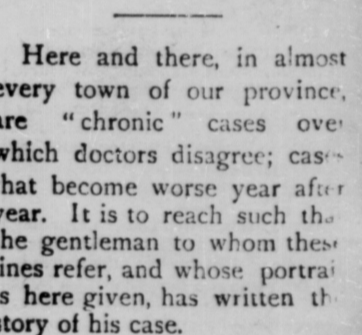 Here and there, in almost
every town of our province,
are "chronic" cases over
which doctors disagree; cases
that become worse year after
year. It is to reach such that
the gentleman to whom these
lines refer, and whose portrait
is here given, has written the
story of his case.